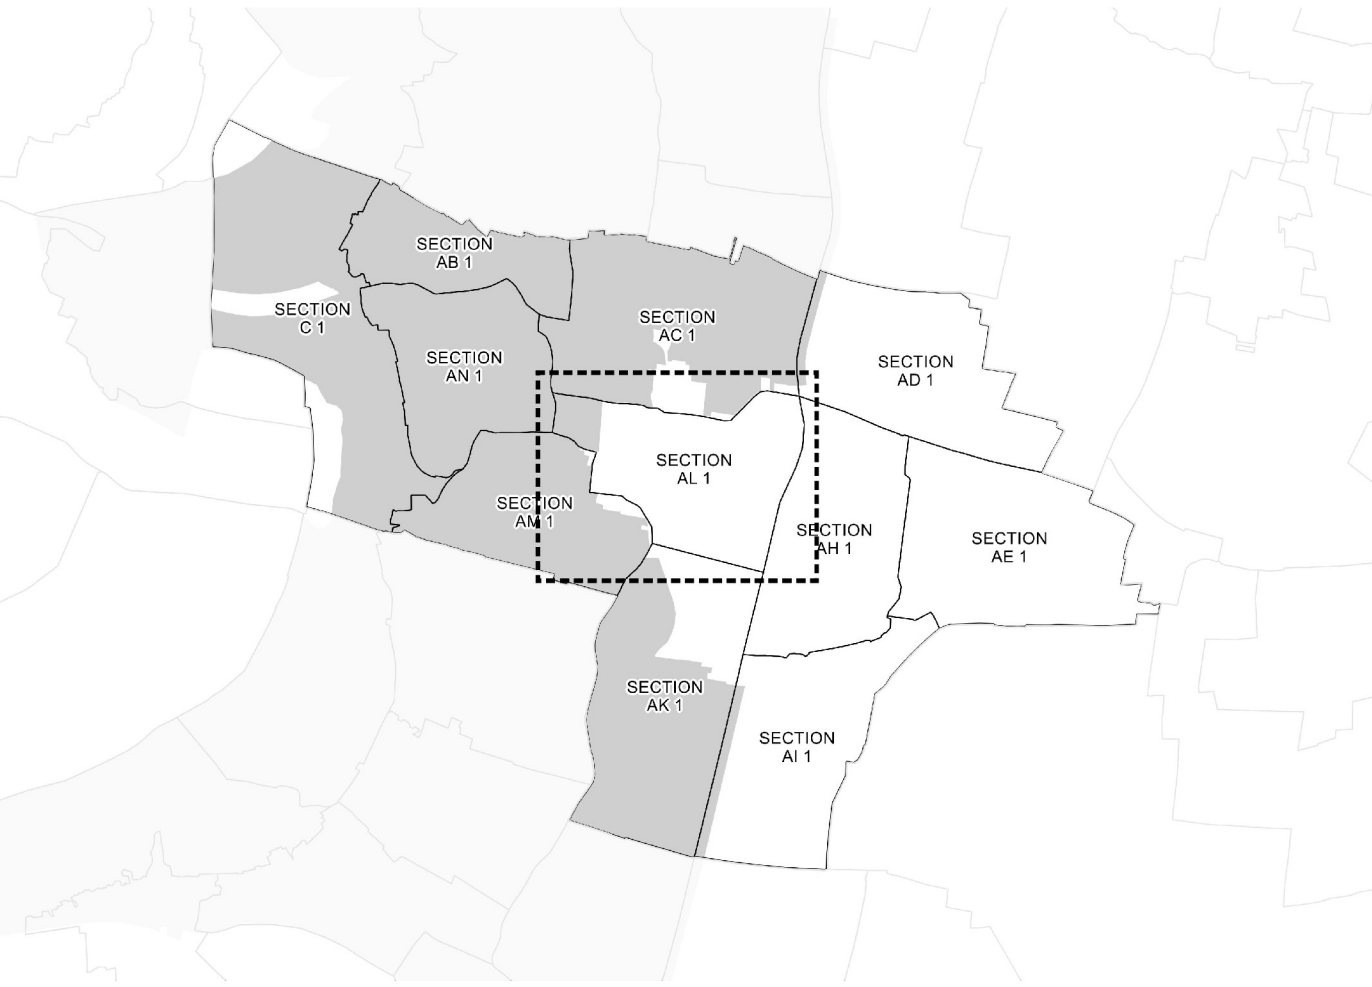 SECTION
AB 1
SECTION
C 1
SECTION
AC 1
SECTION
AN 1
SECTION
AD 1
SECTION
AL 1
SECTION
AM 1
SECTION
AH 1
SECTION
AE 1
SECTION
AK 1
SECTION
AI 1